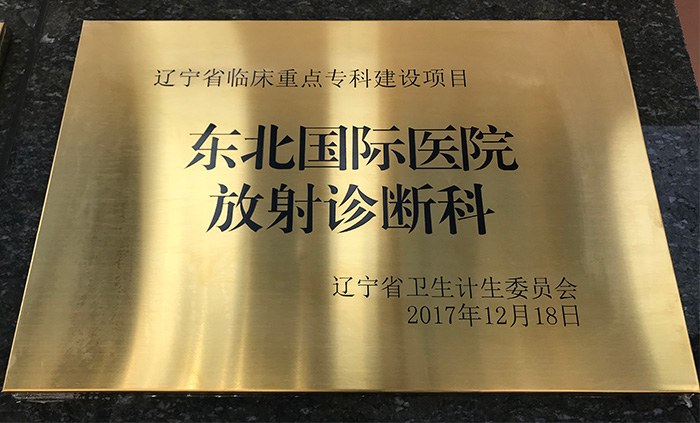 辽宁省临床重点专科建设项目
东北国际医院
放射诊断科
辽宁省卫生计生委员会
2017年12月18日